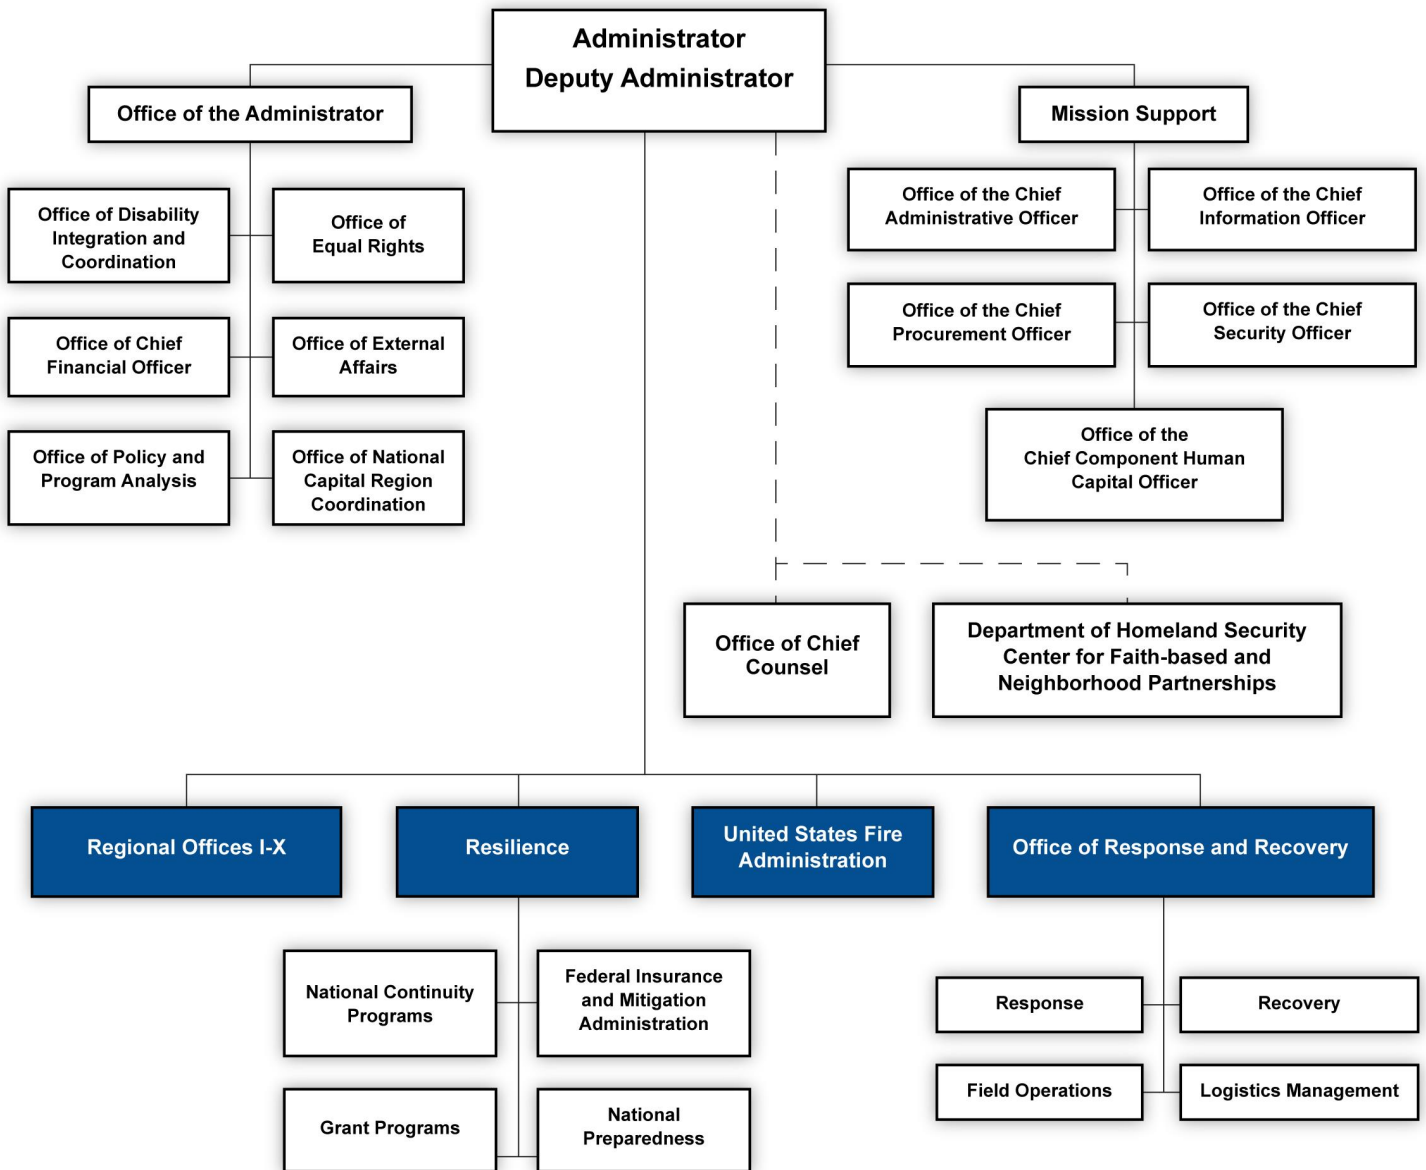 Administrator
Deputy Administrator
Office of the Administrator
Mission Support
Office of Disability
Integration and
Coordination
Office of
Equal Rights
Office of Chief
Financial Officer
Office of External
Affairs
Office of Policy and
Program Analysis
Office of National
Capital Region
Coordination
Office of the Chief
Administrative Officer
Office of the Chief
Information Officer
Office of the Chief
Procurement Officer
Office of the Chief
Security Officer
Office of the
Chief Component Human
Capital Officer
Office of Chief
Counsel
Department of Homeland Security
Center for Faith-based and
Neighborhood Partnerships
Regional Offices I-X
Resilience
United States Fire
Administration
Office of Response and Recovery
National Continuity
Programs
Federal Insurance
and Mitigation
Administration
Grant Programs
National
Preparedness
Response
Recovery
Field Operations
Logistics Management